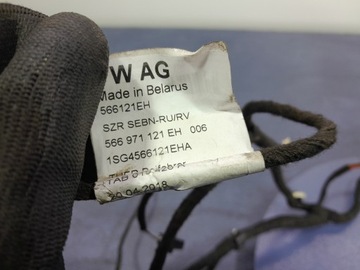 W AG
Made in Belarus
566121EH
SZR SEBN-RU/RV
566 971 121 EH 006
1SG4566121EHA
.04.2018